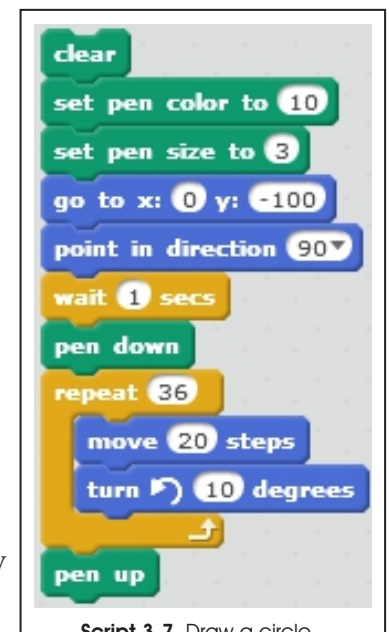 clear
set pen color to 10
set pen size to 3
go to x: 0 y: -100
point in direction 90
wait 1 secs
pen down
repeat 36
move 20 steps
turn 10 degrees
y
pen up
Script 3.7 Draw a circle